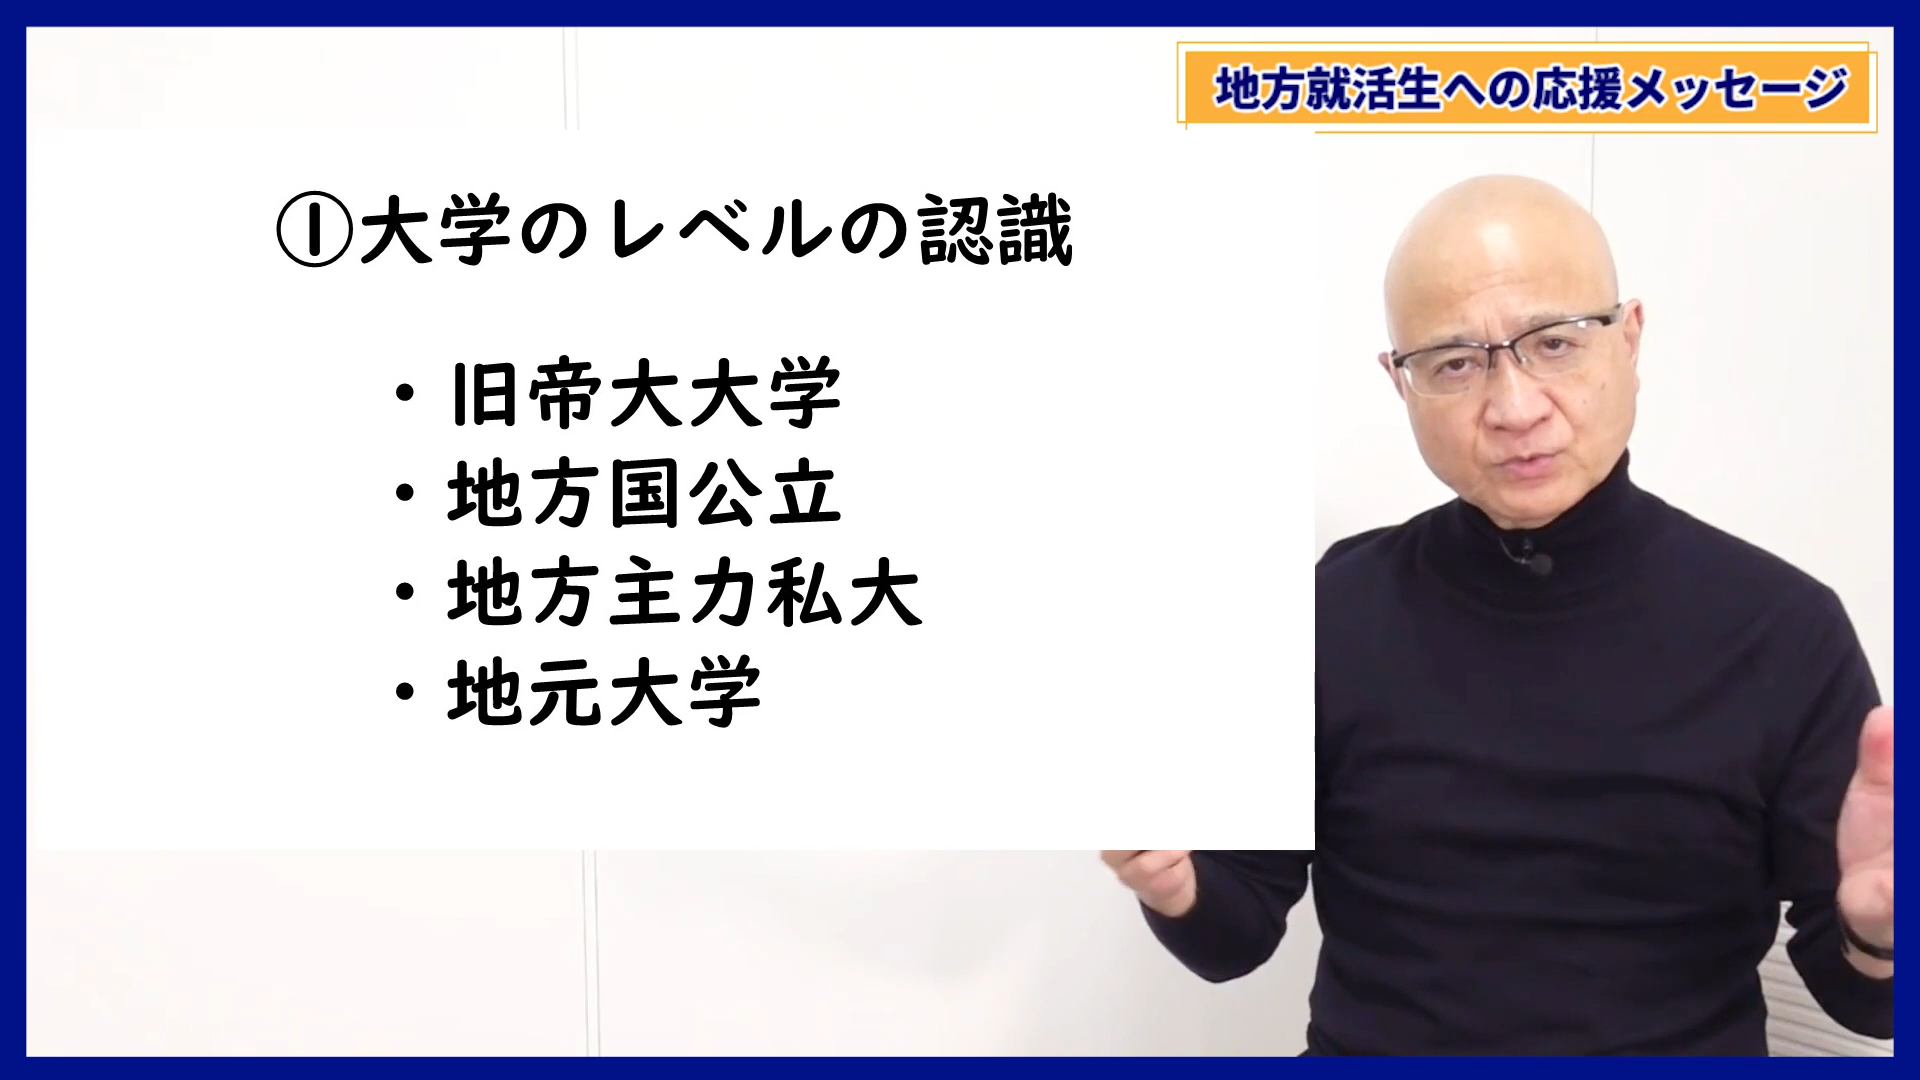 地方就活生への応援メッセージ
①大学のレベルの認識
・旧帝大大学
・地方国公立
・地方主力私大
・地元大学